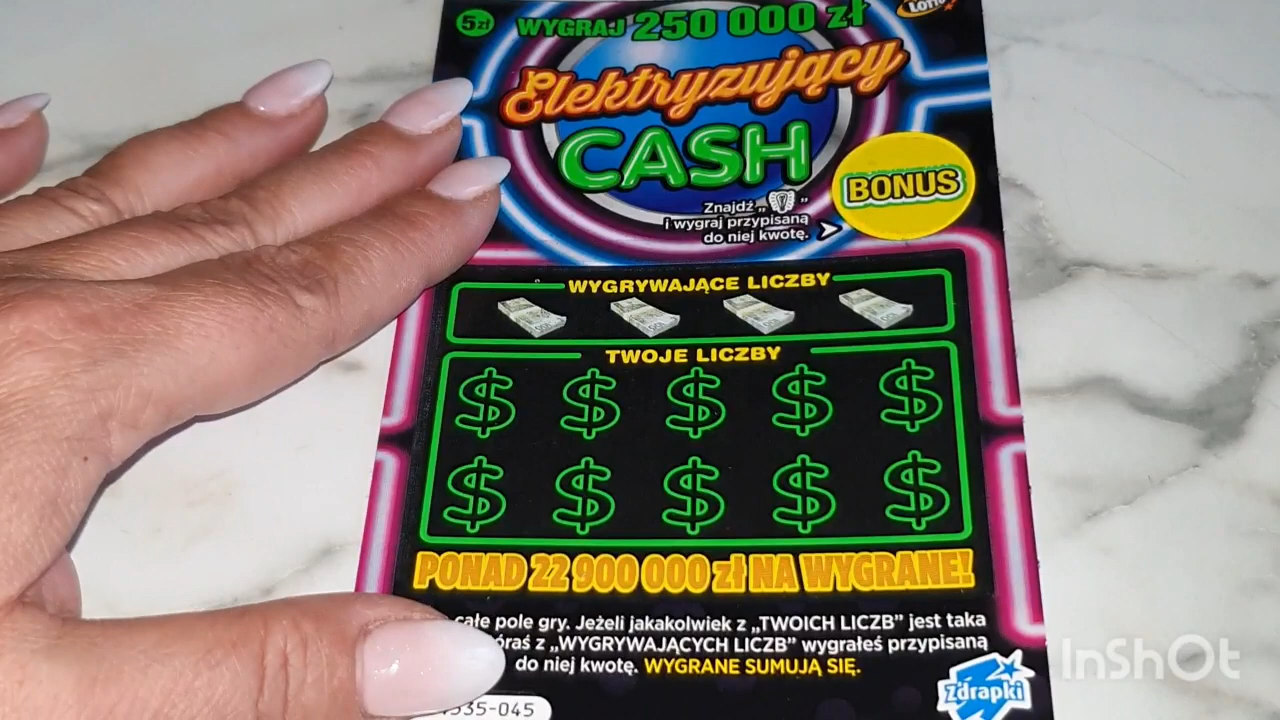 5zł WYGRAJ 250 000 zł
Elektryzujący
CASH
Znajdź „ ”
i wygraj przypisaną
do niej kwotę.
BONUS
WYGRYWAJĄCE LICZBY
TWOJE LICZBY
$ $ $ $ $
$ $ $ $ $
PONAD 22 900 000 zł NA WYGRANE!
całe pole gry. Jeżeli jakakolwiek z „TWOICH LICZB” jest taka
z „WYGRYWAJĄCYCH LICZB” wygrałeś przypisaną
do niej kwotę. WYGRANE SUMUJĄ SIĘ.
Zdrapki
535-045
InShOt